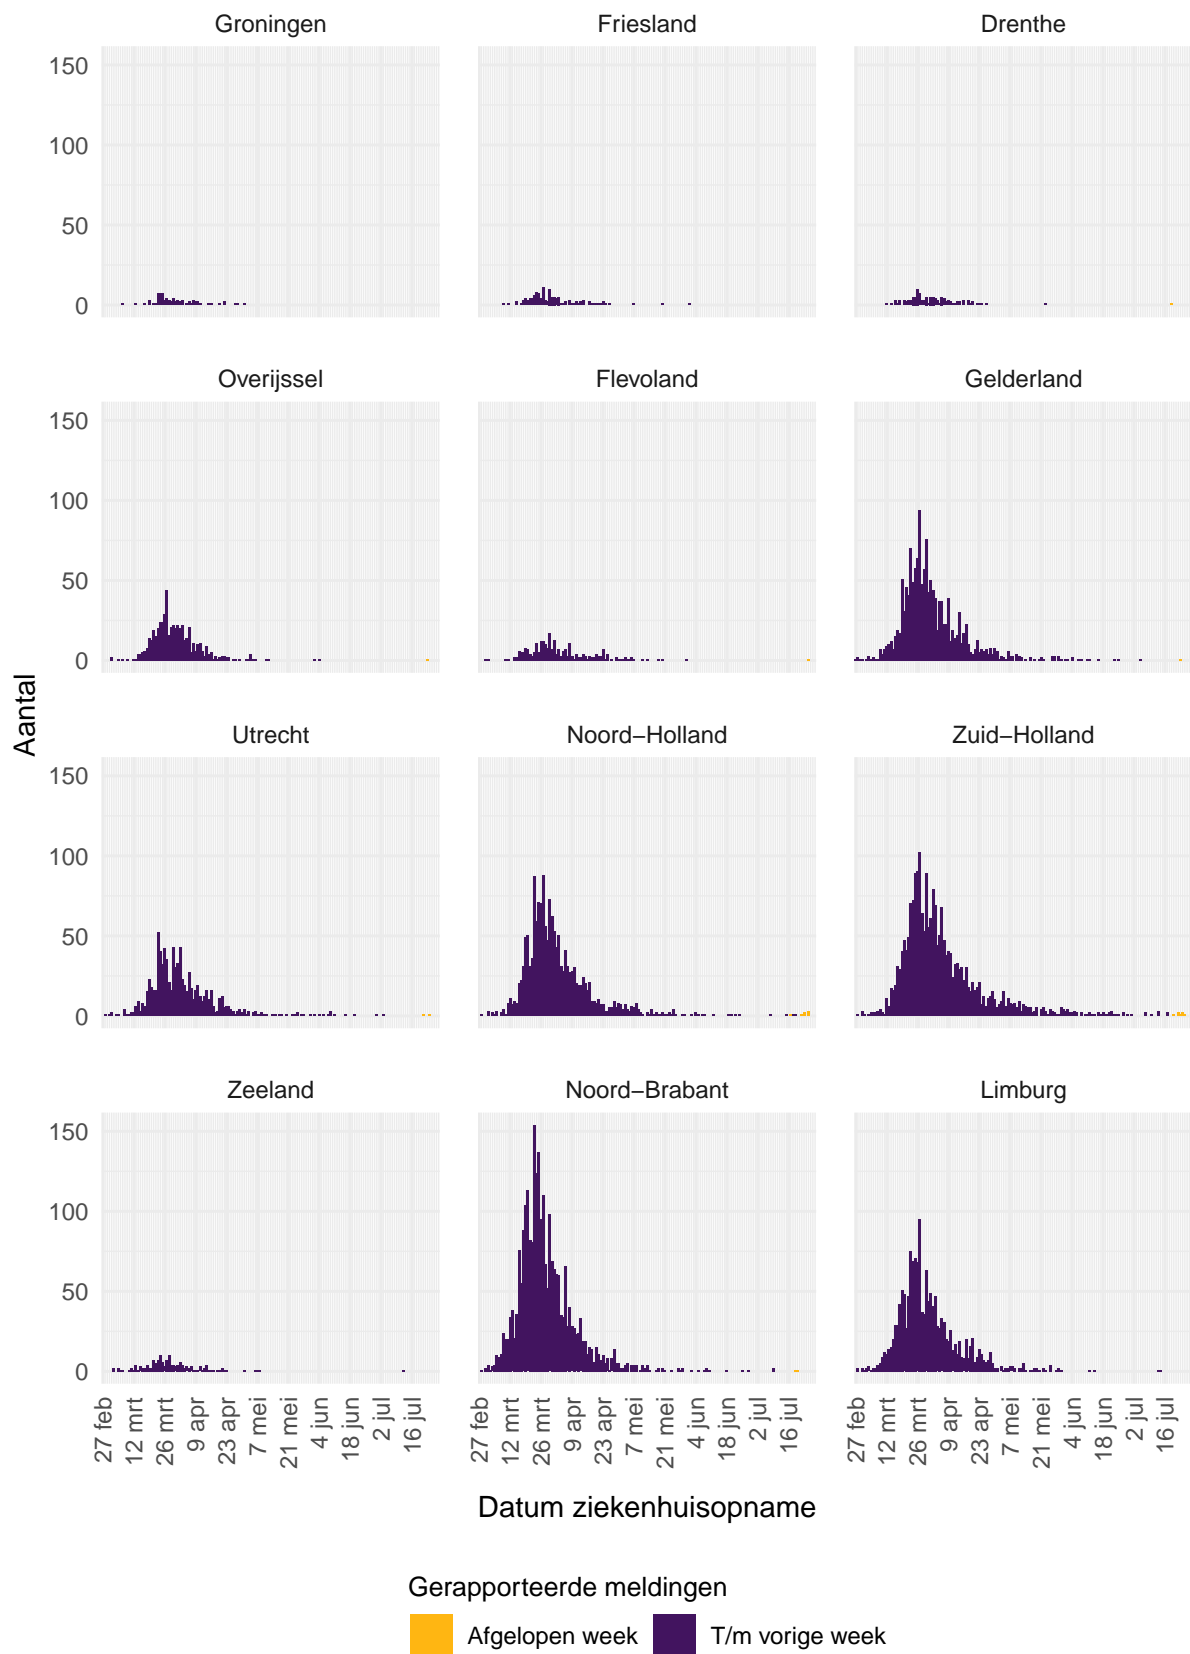 Groningen Friesland Drenthe
150
100
50
0
Overijssel Flevoland Gelderland
150
100
50
0
Utrecht Noord−Holland Zuid−Holland
150
100
50
0
Zeeland Noord−Brabant Limburg
150
100
50
0
Aantal
27 feb 12 mrt 26 mrt 9 apr 23 apr 7 mei 21 mei 4 jun 18 jun 2 jul 16 jul
27 feb 12 mrt 26 mrt 9 apr 23 apr 7 mei 21 mei 4 jun 18 jun 2 jul 16 jul
27 feb 12 mrt 26 mrt 9 apr 23 apr 7 mei 21 mei 4 jun 18 jun 2 jul 16 jul
Datum ziekenhuisopname
Gerapporteerde meldingen
Afgelopen week T/m vorige week